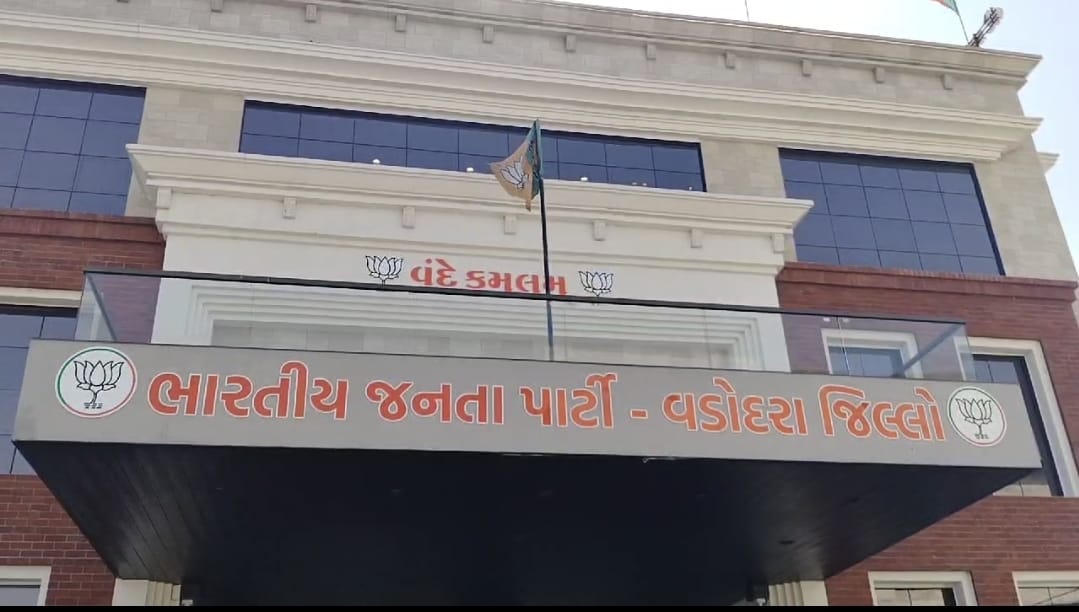 વંદે કમલમ
ભારતીય જનતા પાર્ટી - વડોદરા જિલ્લો